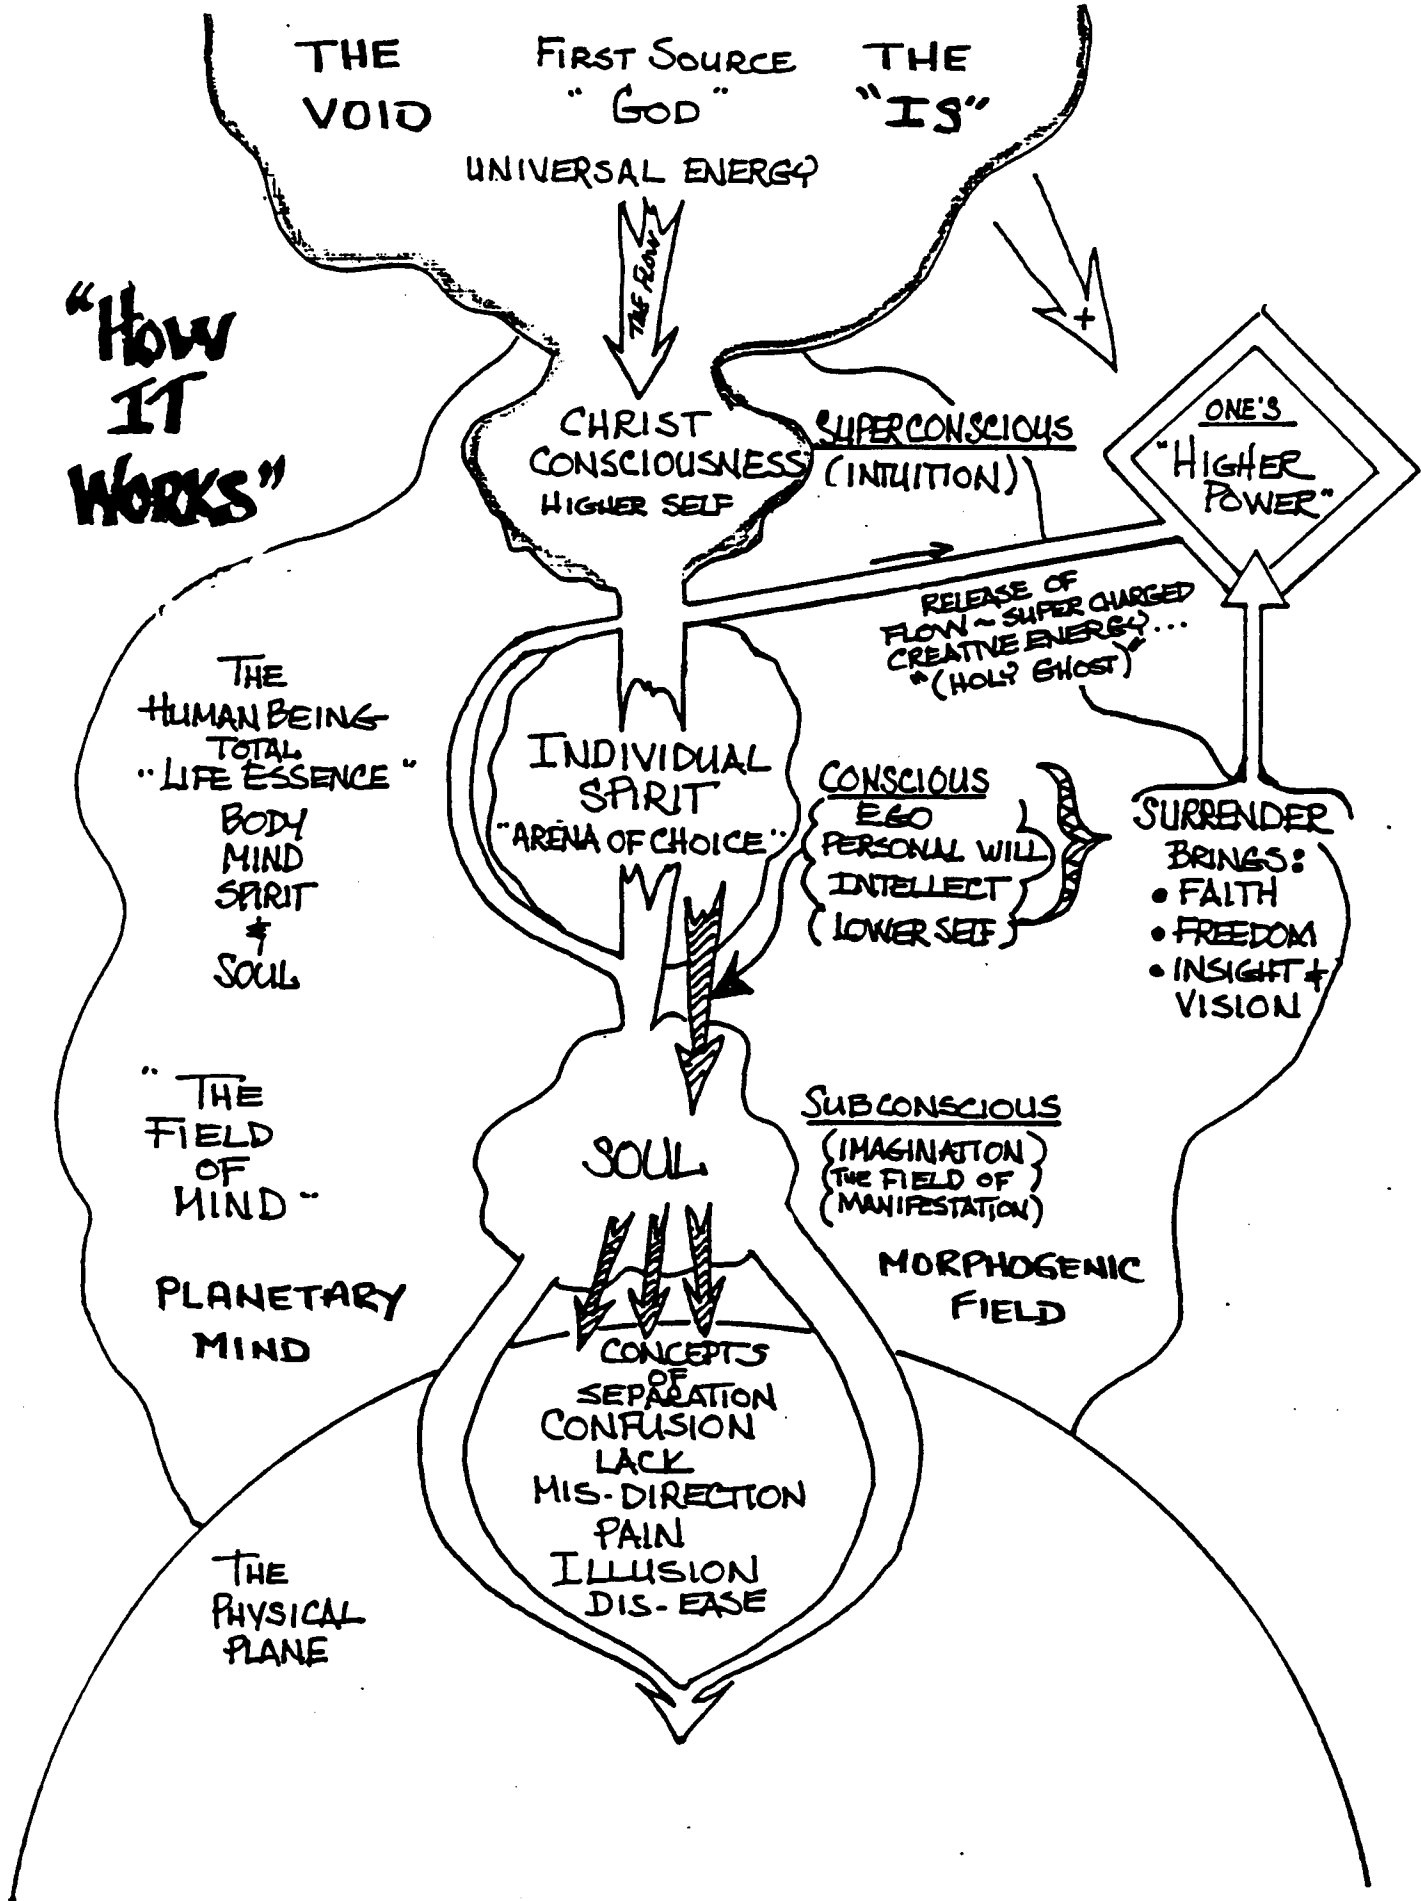 THE
VOID
FIRST SOURCE
"GOD"
THE
"IS"
UNIVERSAL ENERGY
THE FLOW
"HOW
IT
WORKS"
+
CHRIST
CONSCIOUSNESS
HIGHER SELF
SUPERCONSCIOUS
(INTUITION)
ONE'S
"HIGHER
POWER"
RELEASE OF
FLOW ~ SUPER CHARGED
CREATIVE ENERGY...
"(HOLY GHOST)"
THE
HUMAN BEING
TOTAL
"LIFE ESSENCE"
BODY
MIND
SPIRIT
&
SOUL
INDIVIDUAL
SPIRIT
"ARENA OF CHOICE"
CONSCIOUS
EGO
PERSONAL WILL
INTELLECT
(LOWER SELF)
SURRENDER
BRINGS:
• FAITH
• FREEDOM
• INSIGHT &
VISION
"THE
FIELD
OF
MIND"
SOUL
SUBCONSCIOUS
(IMAGINATION)
(THE FIELD OF)
(MANIFESTATION)
PLANETARY
MIND
MORPHOGENIC
FIELD
CONCEPTS
OF
SEPARATION
CONFUSION
LACK
MIS-DIRECTION
PAIN
ILLUSION
DIS-EASE
THE
PHYSICAL
PLANE